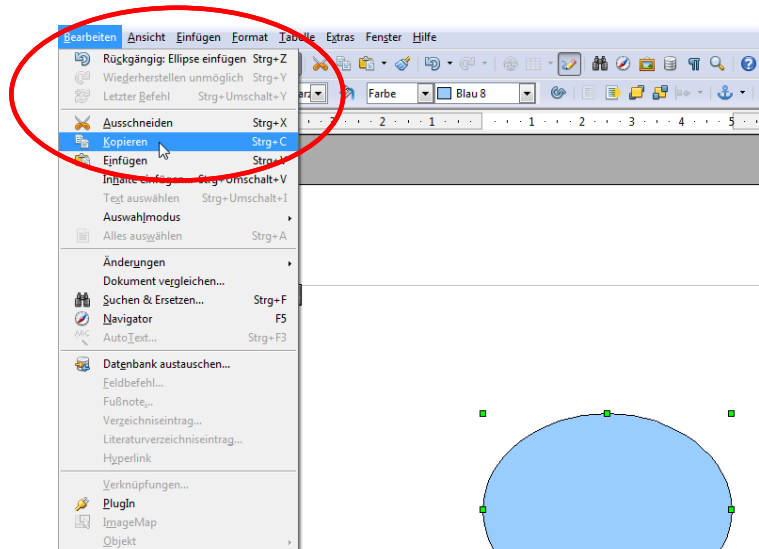 Bearbeiten Ansicht Einfügen Format Tabelle Extras Fenster Hilfe
Rückgängig: Ellipse einfügen Strg+Z
Wiederherstellen unmöglich Strg+Y
Letzter Befehl Strg+Umschalt+Y
Farbe Blau 8
Ausschneiden Strg+X
2 1 1 2 3 4 5
Kopieren Strg+C
Einfügen Strg+V
Inhalte einfügen... Strg+Umschalt+V
Text auswählen Strg+Umschalt+I
Auswahlmodus
Alles auswählen Strg+A
Änderungen
Dokument vergleichen...
Suchen & Ersetzen... Strg+F
Navigator F5
ABC
AutoText... Strg+F3
Datenbank austauschen...
Feldbefehl...
Fußnote...
Verzeichniseintrag...
Literaturverzeichniseintrag...
Hyperlink
Verknüpfungen...
PlugIn
ImageMap
Objekt